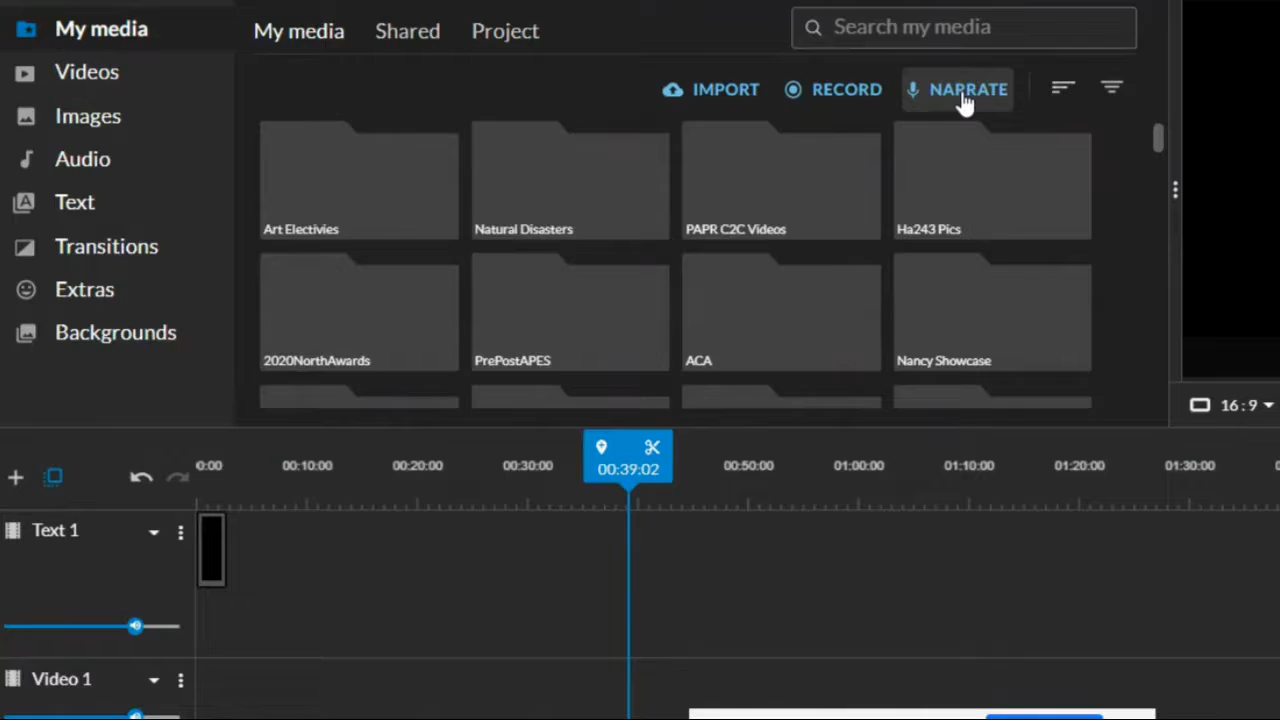 My media
Videos
Images
Audio
Text
Transitions
Extras
Backgrounds
My media Shared Project
Search my media
IMPORT RECORD NARRATE
Art Electivies Natural Disasters PAPR C2C Videos Ha243 Pics
2020NorthAwards PrePostAPES ACA Nancy Showcase
16:9
0:00 00:10:00 00:20:00 00:30:00 00:39:02 00:50:00 01:00:00 01:10:00 01:20:00 01:30:00
Text 1
Video 1